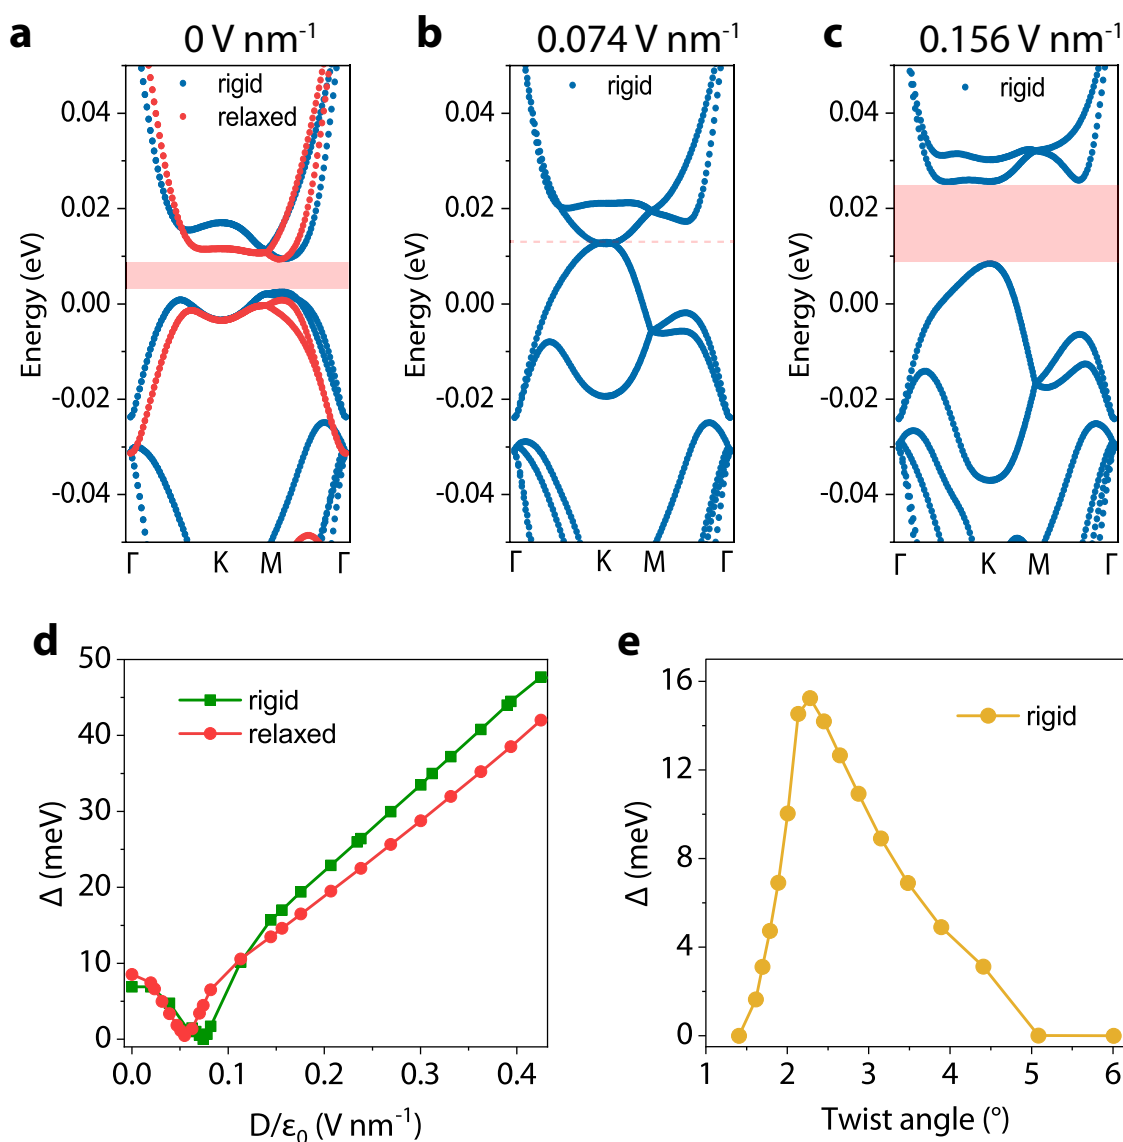 a
0 V nm⁻¹
b
0.074 V nm⁻¹
c
0.156 V nm⁻¹
rigid
relaxed
rigid
rigid
Energy (eV)
0.04
0.02
0.00
-0.02
-0.04
Γ K M Γ
Energy (eV)
0.04
0.02
0.00
-0.02
-0.04
Γ K M Γ
Energy (eV)
0.04
0.02
0.00
-0.02
-0.04
Γ K M Γ
d
rigid
relaxed
Δ (meV)
50
40
30
20
10
0
0.0 0.1 0.2 0.3 0.4
D/ε₀ (V nm⁻¹)
e
rigid
Δ (meV)
16
12
8
4
0
1 2 3 4 5 6
Twist angle (°)